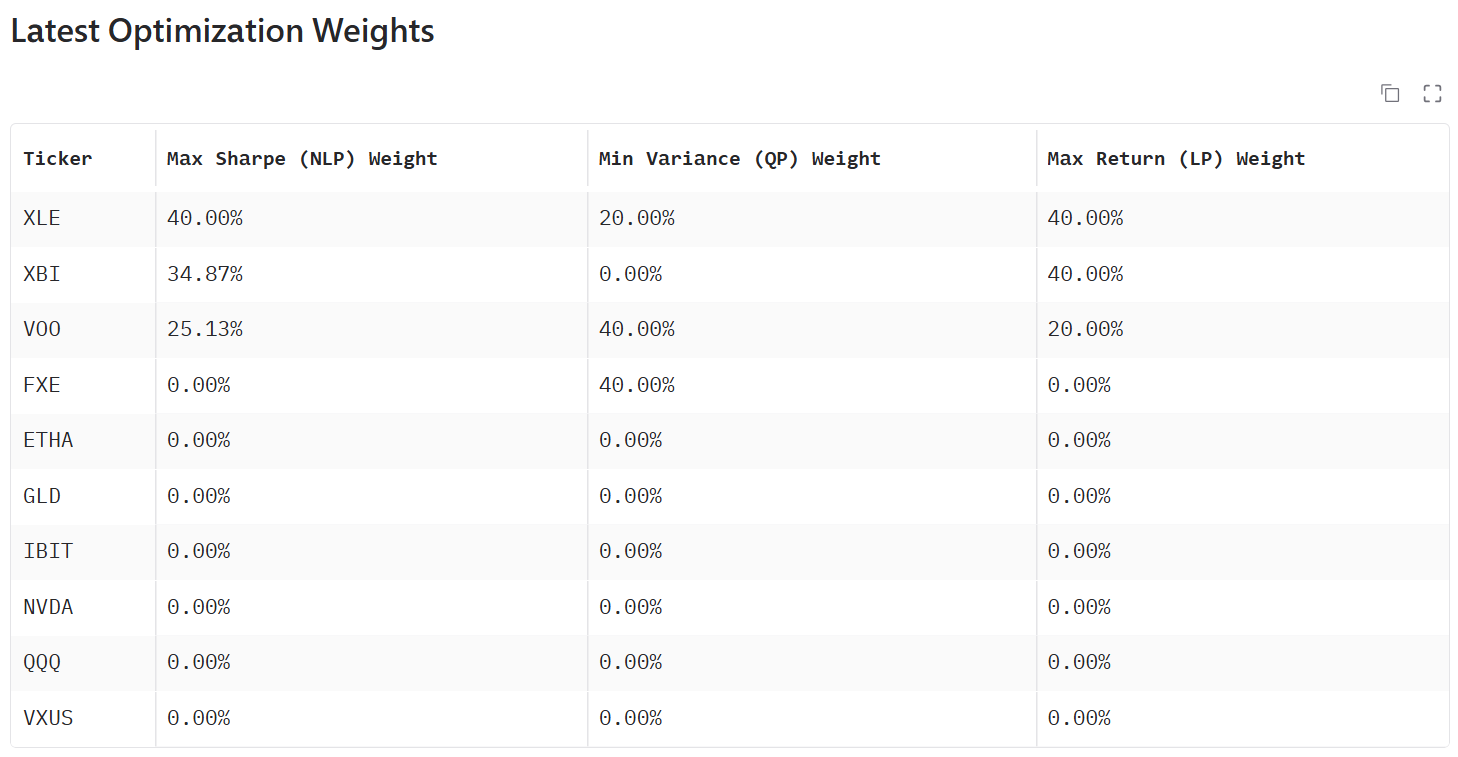 Latest Optimization Weights
Ticker Max Sharpe (NLP) Weight Min Variance (QP) Weight Max Return (LP) Weight
XLE 40.00% 20.00% 40.00%
XBI 34.87% 0.00% 40.00%
VOO 25.13% 40.00% 20.00%
FXE 0.00% 40.00% 0.00%
ETHA 0.00% 0.00% 0.00%
GLD 0.00% 0.00% 0.00%
IBIT 0.00% 0.00% 0.00%
NVDA 0.00% 0.00% 0.00%
QQQ 0.00% 0.00% 0.00%
VXUS 0.00% 0.00% 0.00%